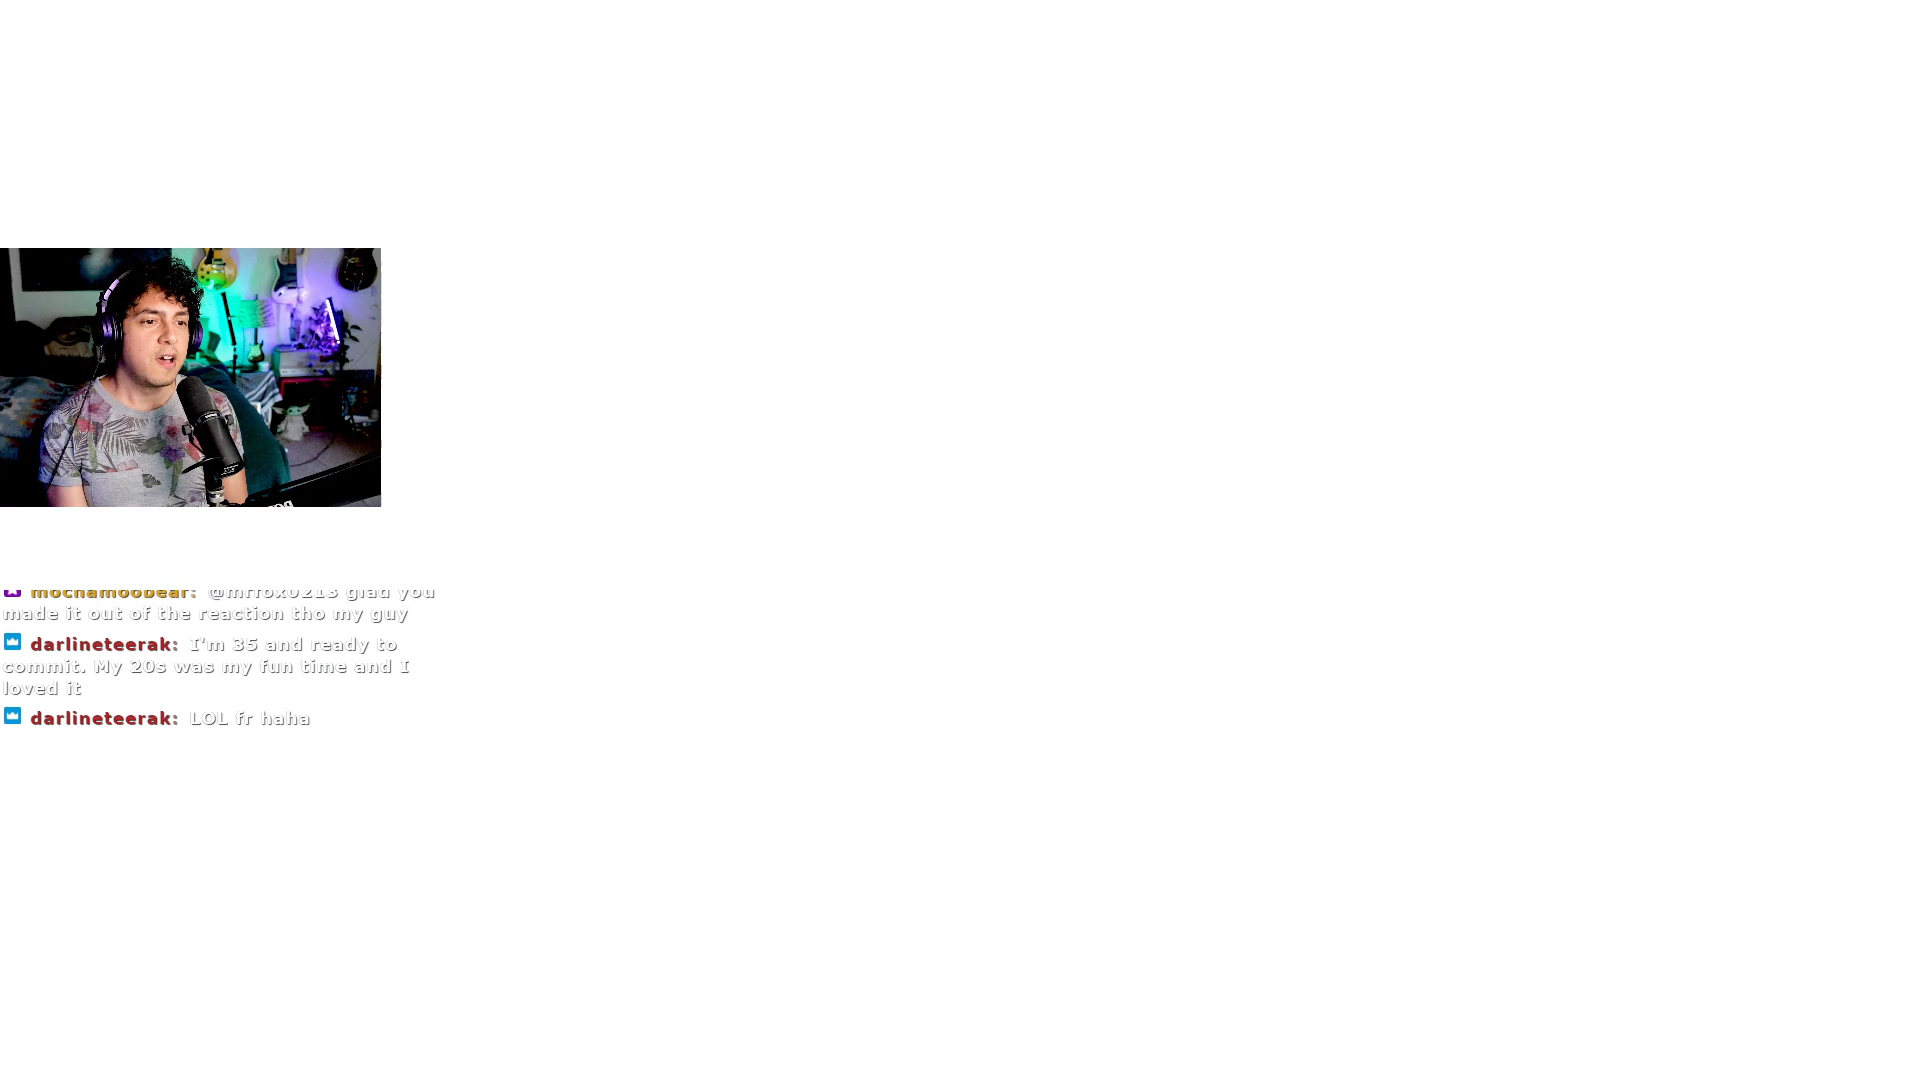 mochamoobear: @mrfox0213 glad you
made it out of the reaction tho my guy
darlineteerak: I'm 35 and ready to
commit. My 20s was my fun time and I
loved it
darlineteerak: LOL fr haha